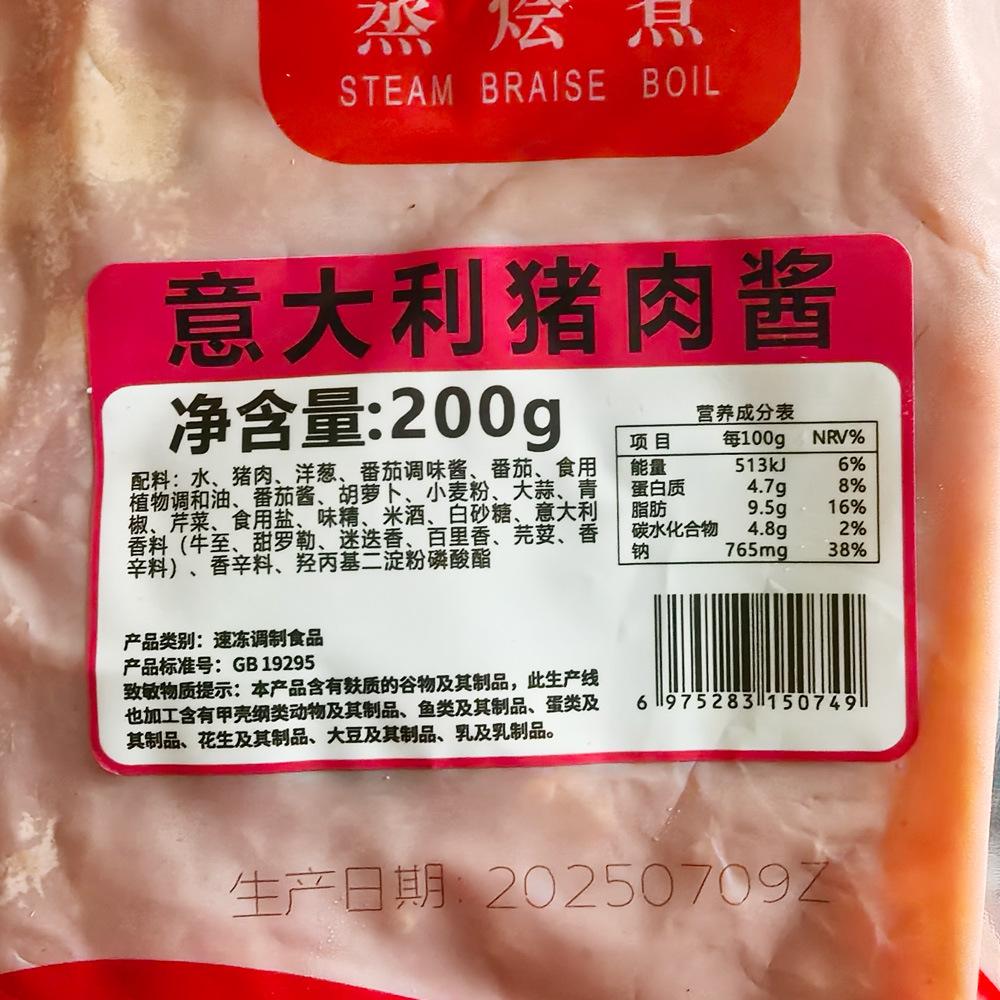 蒸 烩 煮
STEAM BRAISE BOIL
意大利猪肉酱
净含量:200g
配料：水、猪肉、洋葱、番茄调味酱、番茄、食用
植物调和油、番茄酱、胡萝卜、小麦粉、大蒜、青
椒、芹菜、食用盐、味精、米酒、白砂糖、意大利
香料（牛至、甜罗勒、迷迭香、百里香、芫荽、香
辛料）、香辛料、羟丙基二淀粉磷酸酯
营养成分表
项目 每100g NRV%
能量 513kJ 6%
蛋白质 4.7g 8%
脂肪 9.5g 16%
碳水化合物 4.8g 2%
钠 765mg 38%
产品类别：速冻调制食品
产品标准号：GB 19295
致敏物质提示：本产品含有麸质的谷物及其制品，此生产线
也加工含有甲壳纲类动物及其制品、鱼类及其制品、蛋类及
其制品、花生及其制品、大豆及其制品、乳及乳制品。
6 975283 150749
生产日期: 20250709Z